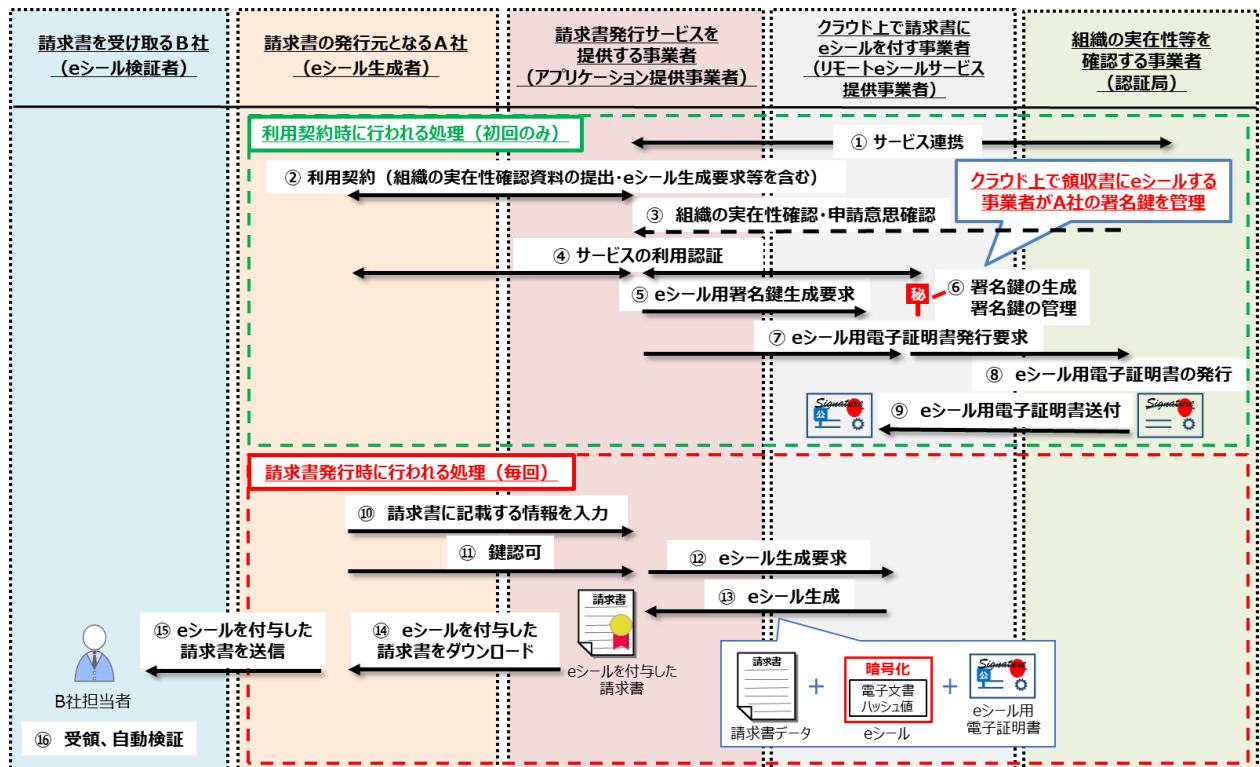 請求書を受け取るB社
(eシール検証者)
請求書の発行元となるA社
(eシール生成者)
請求書発行サービスを
提供する事業者
(アプリケーション提供事業者)
クラウド上で請求書に
eシールを付す事業者
(リモートeシールサービス
提供事業者)
組織の実在性等を
確認する事業者
(認証局)
利用契約時に行われる処理(初回のみ)
① サービス連携
② 利用契約(組織の実在性確認資料の提出・eシール生成要求等を含む)
クラウド上で領収書にeシールする
事業者がA社の署名鍵を管理
③ 組織の実在性確認・申請意思確認
④ サービスの利用認証
⑤ eシール用署名鍵生成要求
秘
⑥ 署名鍵の生成
署名鍵の管理
⑦ eシール用電子証明書発行要求
⑧ eシール用電子証明書の発行
Signature
公
⑨ eシール用電子証明書送付
Signature
請求書発行時に行われる処理(毎回)
⑩ 請求書に記載する情報を入力
⑪ 鍵認可
⑫ eシール生成要求
⑬ eシール生成
請求書
eシールを付与した
請求書
⑭ eシールを付与した
請求書をダウンロード
⑮ eシールを付与した
請求書を送信
B社担当者
⑯ 受領、自動検証
請求書
請求書データ
+
暗号化
電子文書
ハッシュ値
eシール
+
Signature
公
eシール用
電子証明書